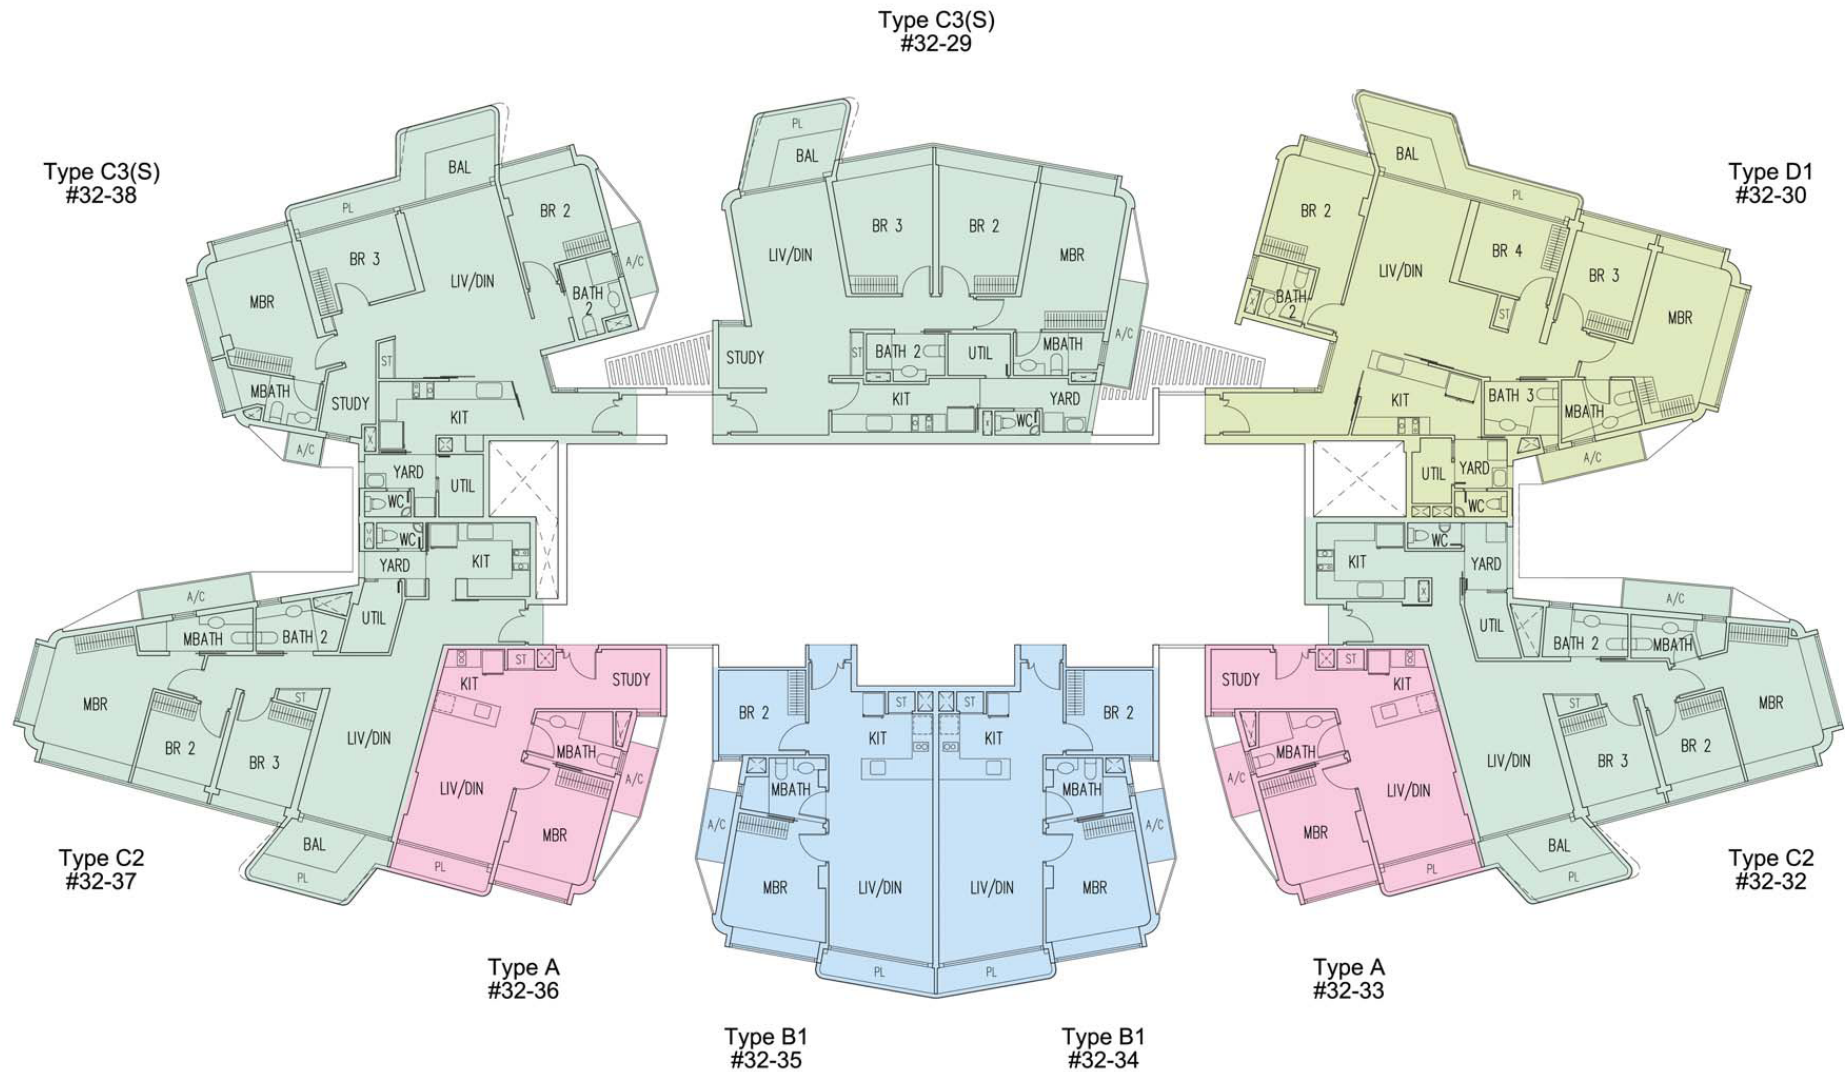 Type C3(S)
#32-29
Type C3(S)
#32-38
Type D1
#32-30
BAL
PL
BR 2
BR 3
LIV/DIN
MBR
A/C
BATH
2
ST
MBATH
STUDY
KIT
A/C
YARD
UTIL
WC
PL
BAL
BR 3
BR 2
LIV/DIN
MBR
A/C
STUDY
ST
BATH 2
UTIL
MBATH
KIT
YARD
WC
BAL
PL
BR 2
BR 4
LIV/DIN
BR 3
BATH
2
ST
MBR
KIT
BATH 3
MBATH
A/C
UTIL
YARD
WC
WC
KIT
YARD
A/C
UTIL
MBATH
BATH 2
MBR
ST
BR 2
BR 3
LIV/DIN
BAL
PL
KIT
ST
STUDY
MBATH
A/C
LIV/DIN
MBR
PL
BR 2
ST
KIT
MBATH
A/C
MBR
LIV/DIN
PL
ST
BR 2
KIT
MBATH
A/C
LIV/DIN
MBR
PL
STUDY
ST
KIT
MBATH
A/C
LIV/DIN
MBR
PL
KIT
WC
YARD
A/C
UTIL
BATH 2
MBATH
ST
MBR
BR 2
BR 3
LIV/DIN
BAL
PL
Type C2
#32-37
Type C2
#32-32
Type A
#32-36
Type A
#32-33
Type B1
#32-35
Type B1
#32-34